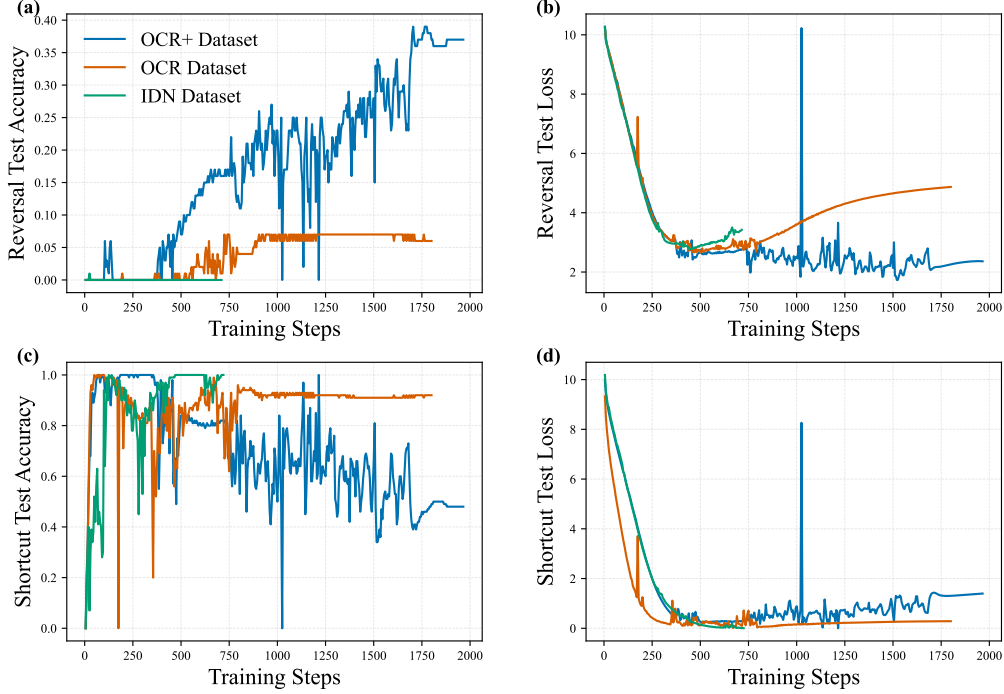 (a)
Reversal Test Accuracy
0.40
0.35
0.30
0.25
0.20
0.15
0.10
0.05
0.00
OCR+ Dataset
OCR Dataset
IDN Dataset
0 250 500 750 1000 1250 1500 1750 2000
Training Steps
(b)
Reversal Test Loss
10
8
6
4
2
0 250 500 750 1000 1250 1500 1750 2000
Training Steps
(c)
Shortcut Test Accuracy
1.0
0.8
0.6
0.4
0.2
0.0
0 250 500 750 1000 1250 1500 1750 2000
Training Steps
(d)
Shortcut Test Loss
10
8
6
4
2
0
0 250 500 750 1000 1250 1500 1750 2000
Training Steps